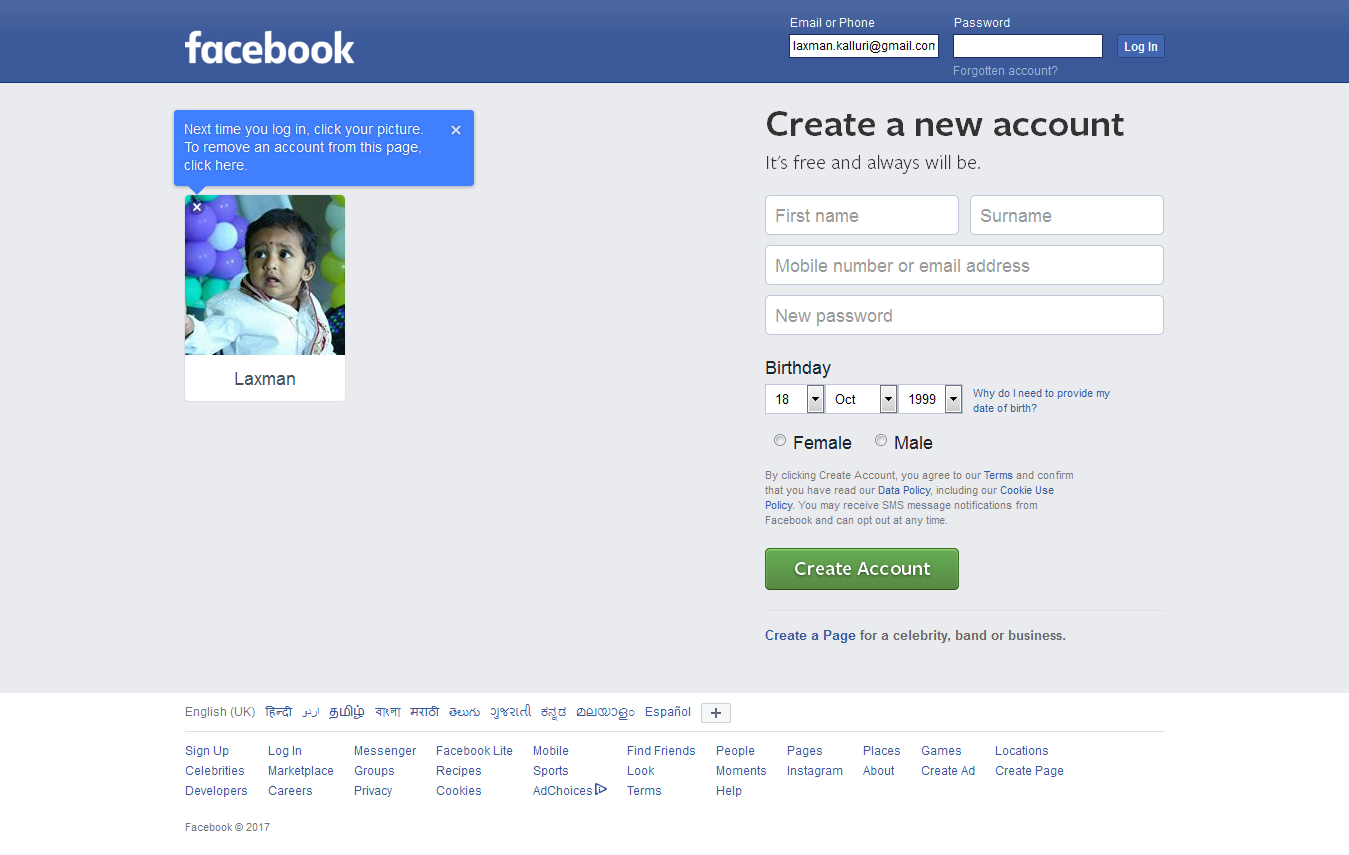 facebook
Email or Phone
Password
laxman.kalluri@gmail.com
Log In
Forgotten account?
Next time you log in, click your picture.
To remove an account from this page,
click here.
Laxman
Create a new account
It's free and always will be.
First name
Surname
Mobile number or email address
New password
Birthday
18 Oct 1999
Why do I need to provide my
date of birth?
Female Male
By clicking Create Account, you agree to our Terms and confirm
that you have read our Data Policy, including our Cookie Use
Policy. You may receive SMS message notifications from
Facebook and can opt out at any time.
Create Account
Create a Page for a celebrity, band or business.
English (UK) हिन्दी اردو தமிழ் বাংলা मराठी తెలుగు ગુજરાતી ಕನ್ನಡ മലയാളം Español +
Sign Up Log In Messenger Facebook Lite Mobile Find Friends People Pages Places Games Locations
Celebrities Marketplace Groups Recipes Sports Look Moments Instagram About Create Ad Create Page
Developers Careers Privacy Cookies AdChoices Terms Help
Facebook © 2017